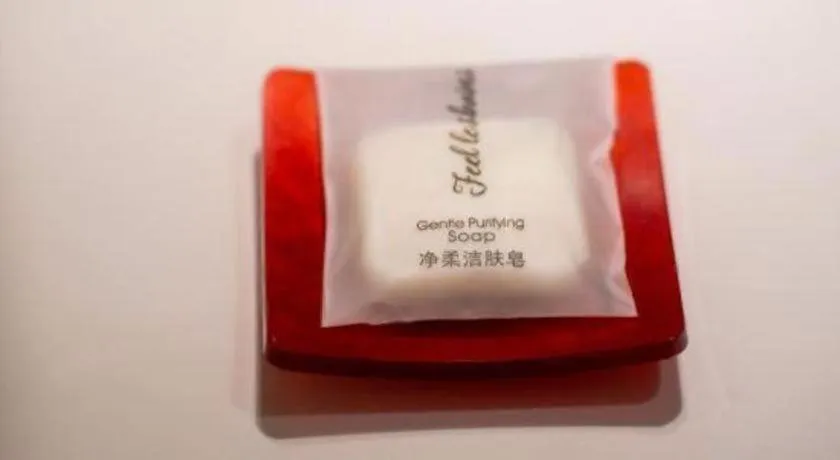 Feel
Gentle Purifying
Soap
净柔洁肤皂